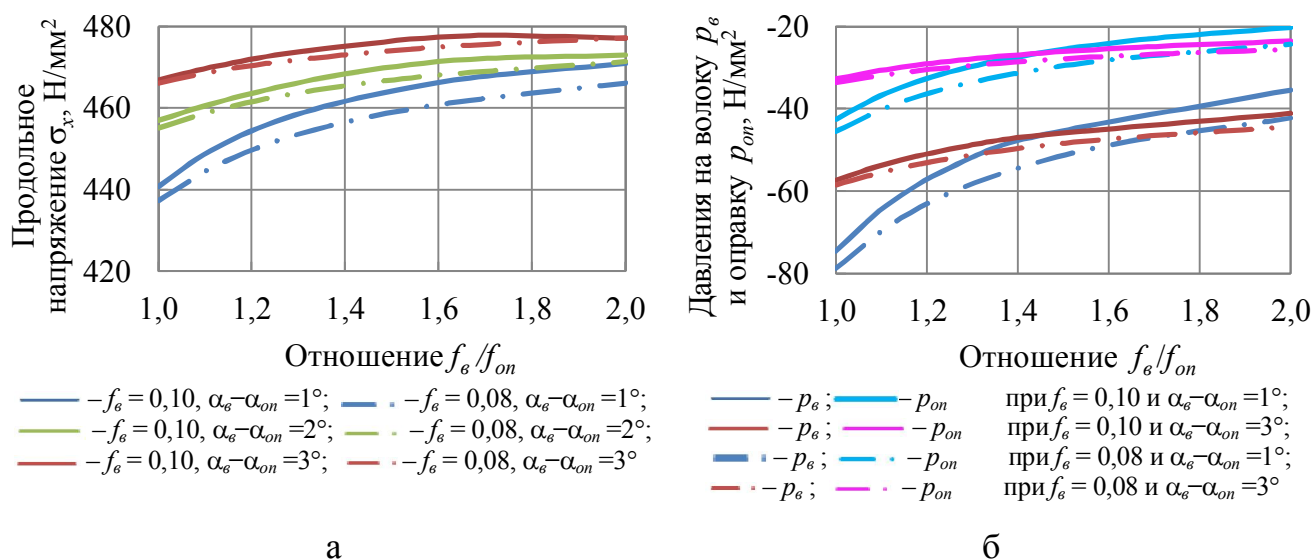 Продольное
напряжение σx, Н/мм²
480
460
440
420
1,0 1,2 1,4 1,6 1,8 2,0
Отношение fв/fоп
– fв = 0,10, αв–αоп =1°; – fв = 0,08, αв–αоп =1°;
– fв = 0,10, αв–αоп =2°; – fв = 0,08, αв–αоп =2°;
– fв = 0,10, αв–αоп =3°; – fв = 0,08, αв–αоп =3°
а
Давления на волоку pв
и оправку pоп, Н/мм²
-20
-40
-60
-80
1,0 1,2 1,4 1,6 1,8 2,0
Отношение fв/fоп
– pв ; – pоп при fв = 0,10 и αв–αоп =1°;
– pв ; – pоп при fв = 0,10 и αв–αоп =3°;
– pв ; – pоп при fв = 0,08 и αв–αоп =1°;
– pв ; – pоп при fв = 0,08 и αв–αоп =3°
б